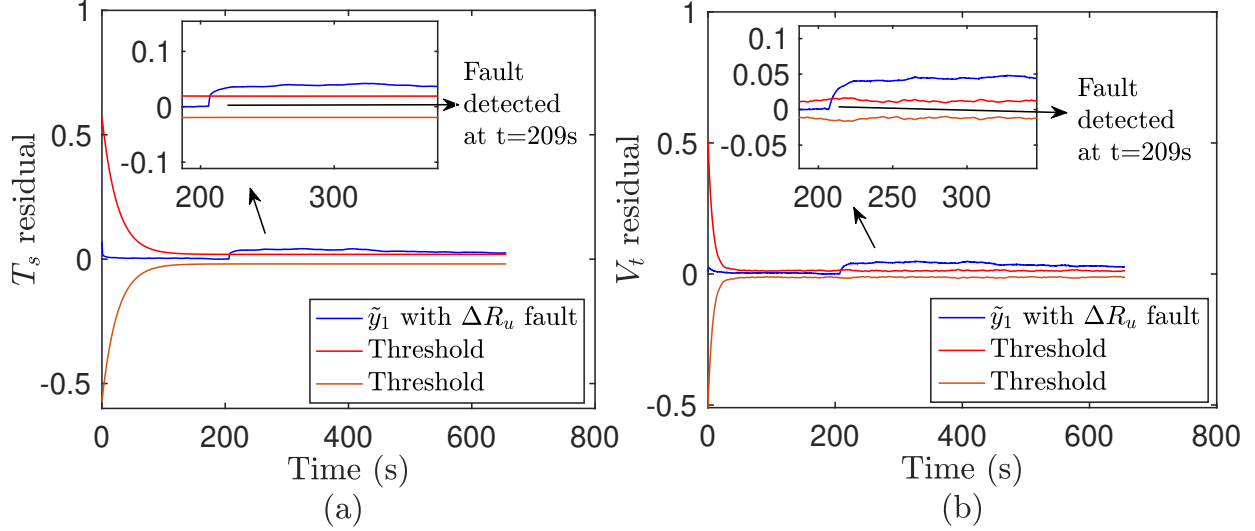 1
0.5
0
-0.5
0 200 400 600 800
T_s residual
Time (s)
(a)
0.1
0
-0.1
200 300
Fault
detected
at t=209s
ỹ_1 with ΔR_u fault
Threshold
Threshold
1
0.5
0
-0.5
0 200 400 600 800
V_t residual
Time (s)
(b)
0.1
0.05
0
-0.05
200 250 300
Fault
detected
at t=209s
ỹ_1 with ΔR_u fault
Threshold
Threshold